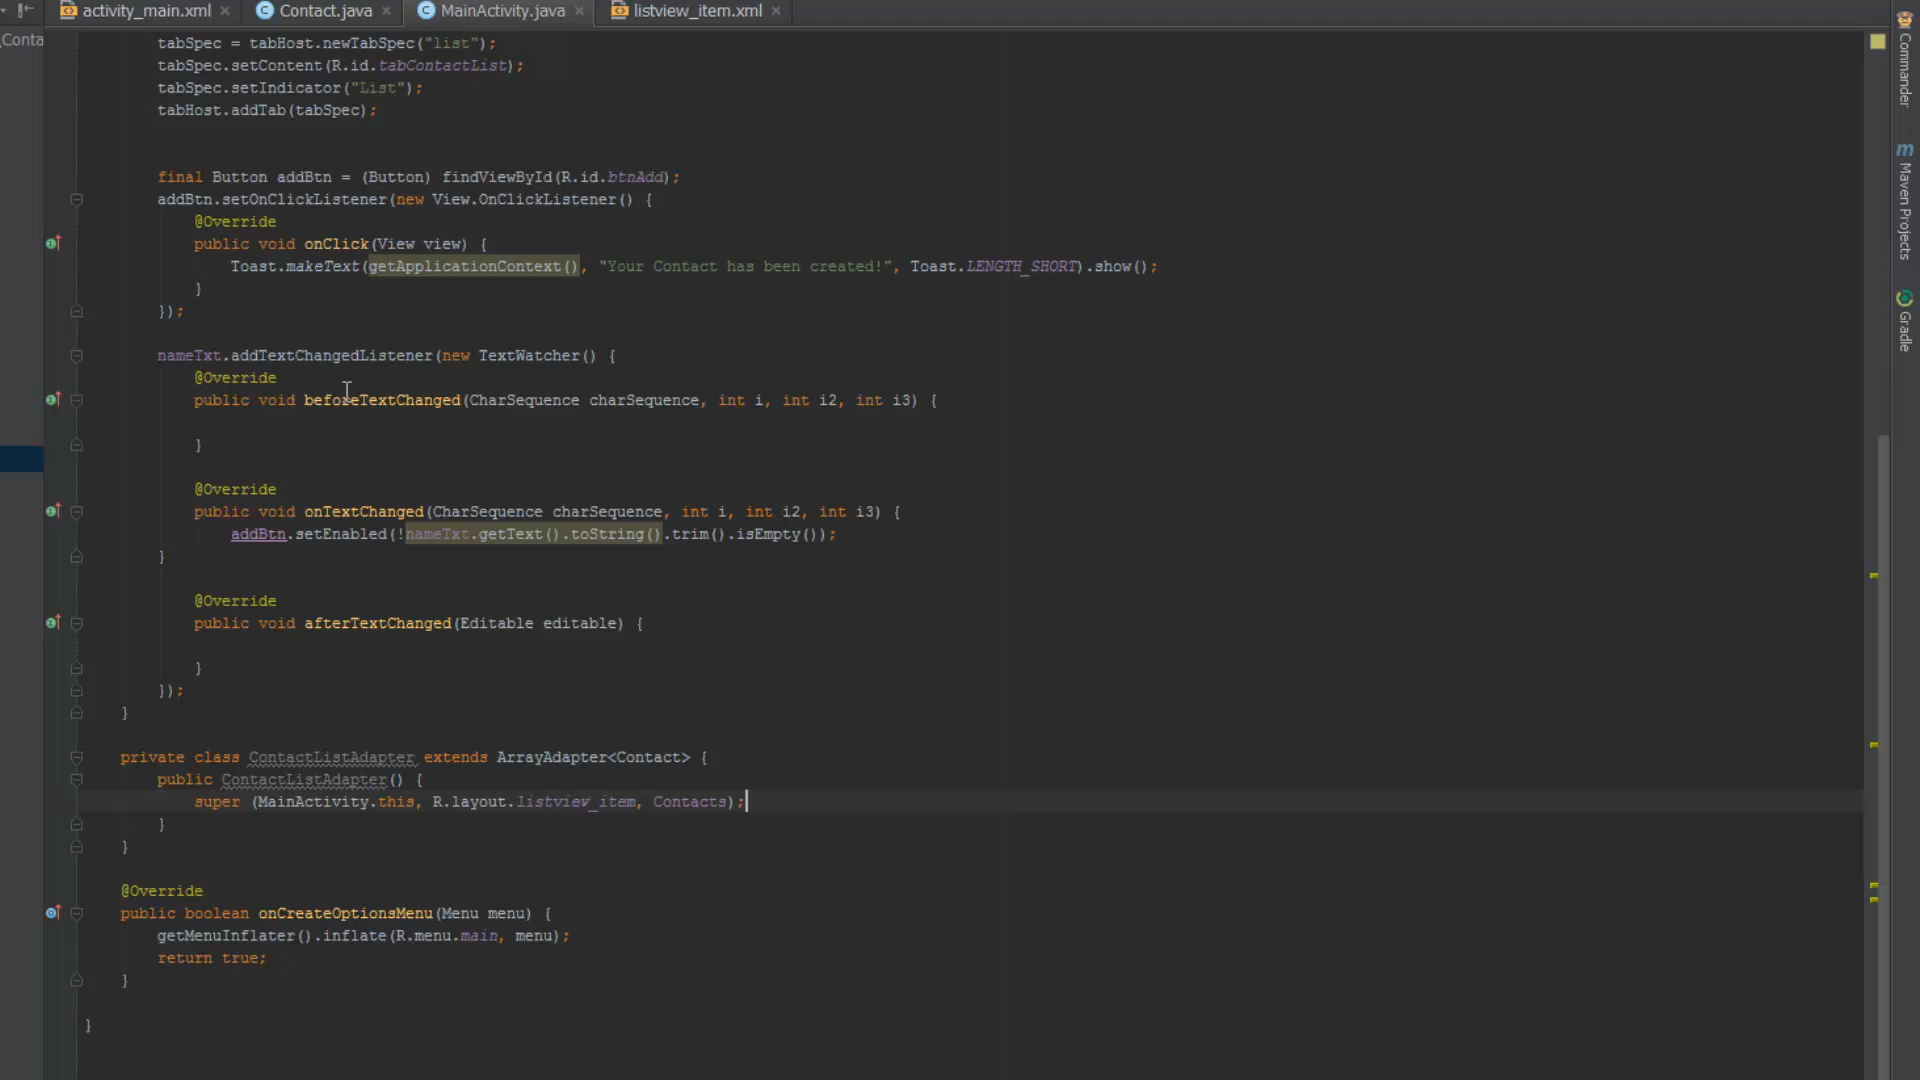 activity_main.xml
Contact.java
MainActivity.java
listview_item.xml
Conta
tabSpec = tabHost.newTabSpec("list");
tabSpec.setContent(R.id.tabContactList);
tabSpec.setIndicator("List");
tabHost.addTab(tabSpec);
final Button addBtn = (Button) findViewById(R.id.btnAdd);
addBtn.setOnClickListener(new View.OnClickListener() {
@Override
public void onClick(View view) {
Toast.makeText(getApplicationContext(), "Your Contact has been created!", Toast.LENGTH_SHORT).show();
}
});
nameTxt.addTextChangedListener(new TextWatcher() {
@Override
public void beforeTextChanged(CharSequence charSequence, int i, int i2, int i3) {
}
@Override
public void onTextChanged(CharSequence charSequence, int i, int i2, int i3) {
addBtn.setEnabled(!nameTxt.getText().toString().trim().isEmpty());
}
@Override
public void afterTextChanged(Editable editable) {
}
});
}
private class ContactListAdapter extends ArrayAdapter<Contact> {
public ContactListAdapter() {
super (MainActivity.this, R.layout.listview_item, Contacts);
}
}
@Override
public boolean onCreateOptionsMenu(Menu menu) {
getMenuInflater().inflate(R.menu.main, menu);
return true;
}
}
Commander
Maven Projects
Gradle